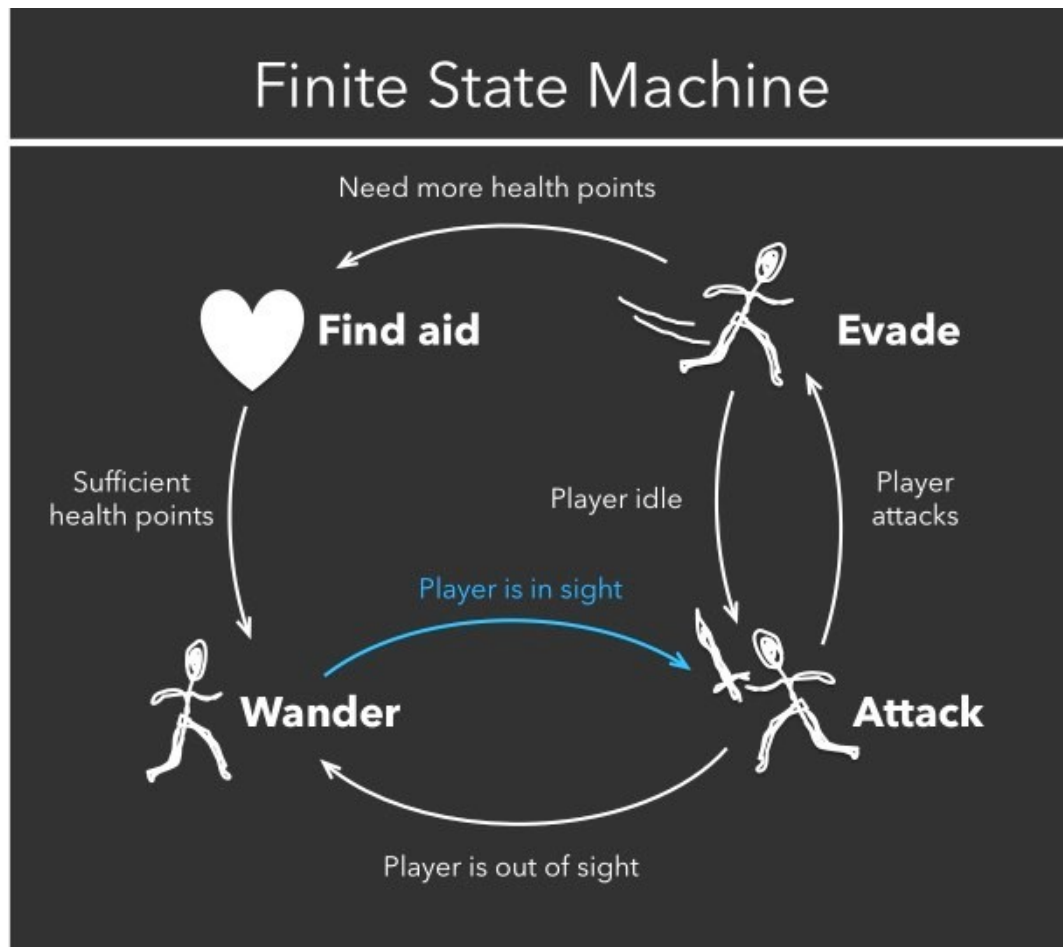 Finite State Machine
Need more health points
Find aid
Evade
Sufficient
health points
Player idle
Player
attacks
Player is in sight
Wander
Attack
Player is out of sight